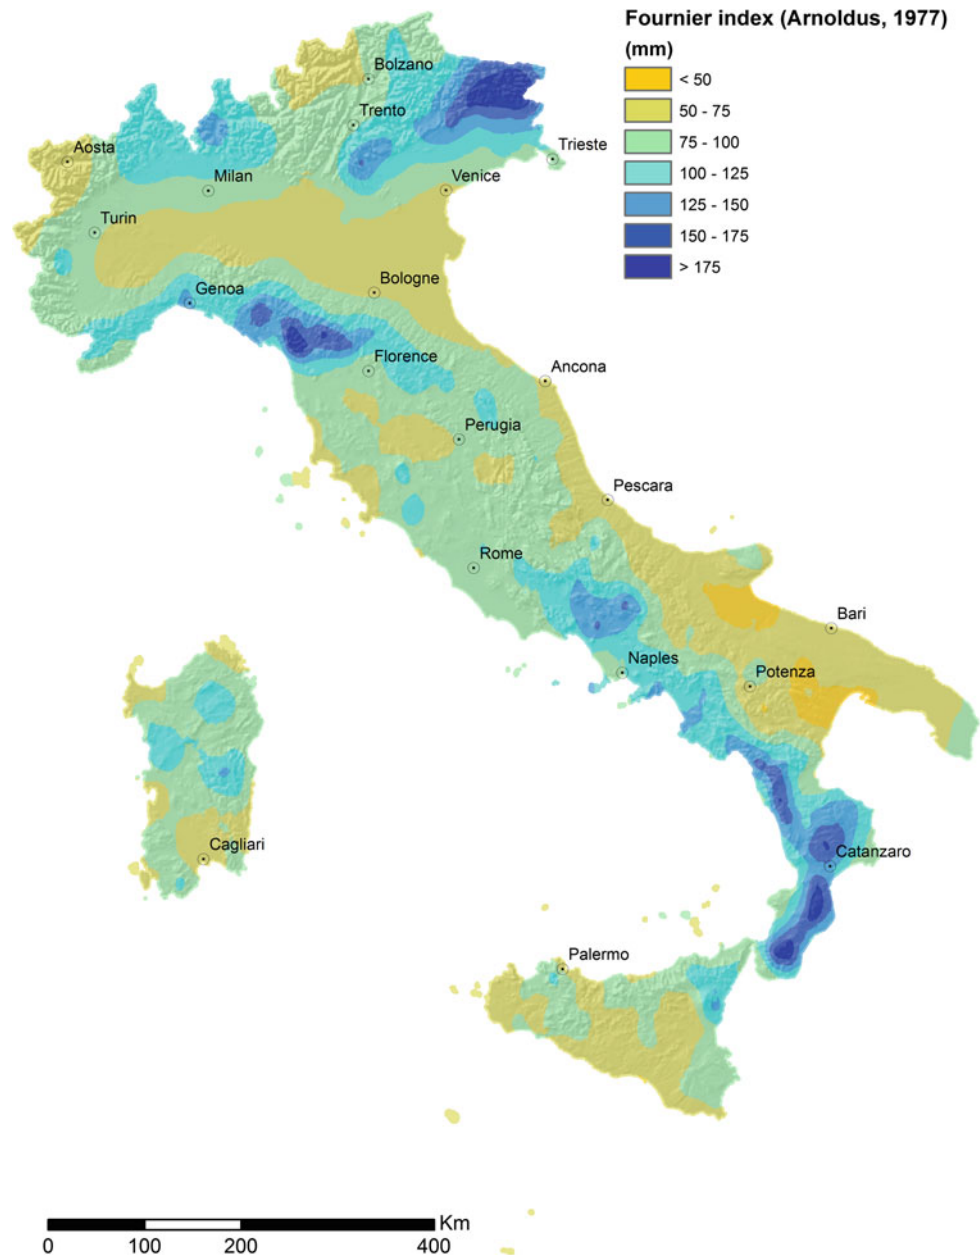 Fournier index (Arnoldus, 1977)
(mm)
< 50
50 - 75
75 - 100
100 - 125
125 - 150
150 - 175
> 175
Bolzano
Trento
Aosta
Trieste
Milan
Venice
Turin
Bologne
Genoa
Florence
Ancona
Perugia
Pescara
Rome
Bari
Naples
Potenza
Cagliari
Catanzaro
Palermo
Km
0 100 200 400